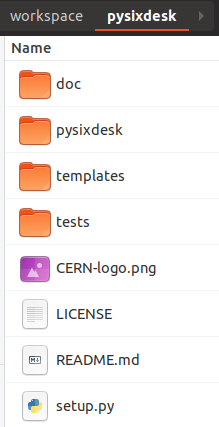 workspace pysixdesk
Name
doc
pysixdesk
templates
tests
CERN-logo.png
LICENSE
README.md
setup.py